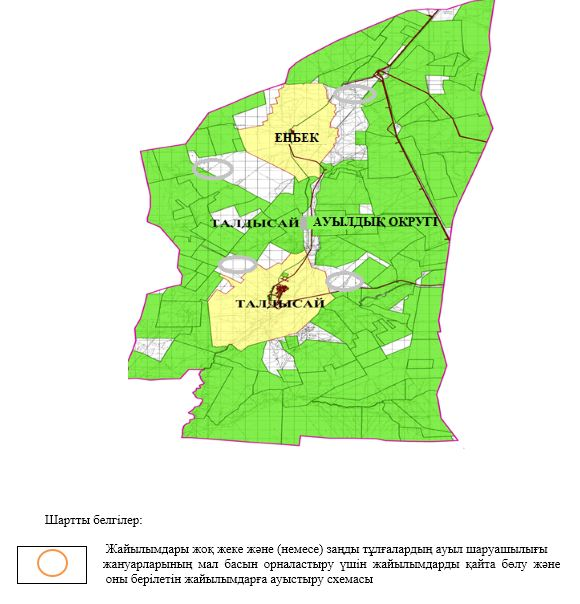 ЕҢБЕК
ТАЛДЫСАЙ АУЫЛДЫҚ ОКРУГІ
ТАЛДЫСАЙ
Шартты белгілер:
Жайылымдары жоқ жеке және (немесе) заңды тұлғалардың ауыл шаруашылығы
жануарларының мал басын орналастыру үшін жайылымдарды қайта бөлу және
оны берілетін жайылымдарға ауыстыру схемасы